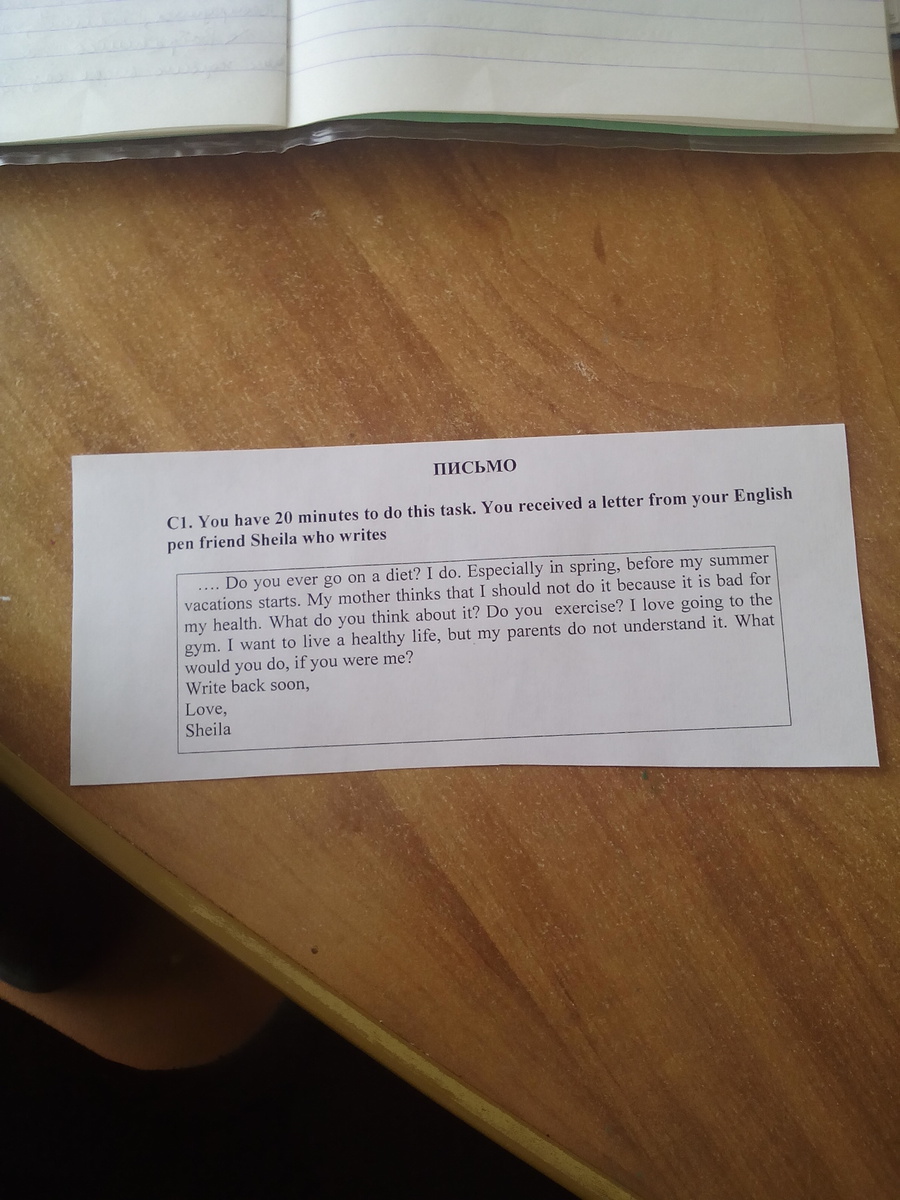 ПИСЬМО
C1. You have 20 minutes to do this task. You received a letter from your English
pen friend Sheila who writes
.... Do you ever go on a diet? I do. Especially in spring, before my summer
vacations starts. My mother thinks that I should not do it because it is bad for
my health. What do you think about it? Do you exercise? I love going to the
gym. I want to live a healthy life, but my parents do not understand it. What
would you do, if you were me?
Write back soon,
Love,
Sheila